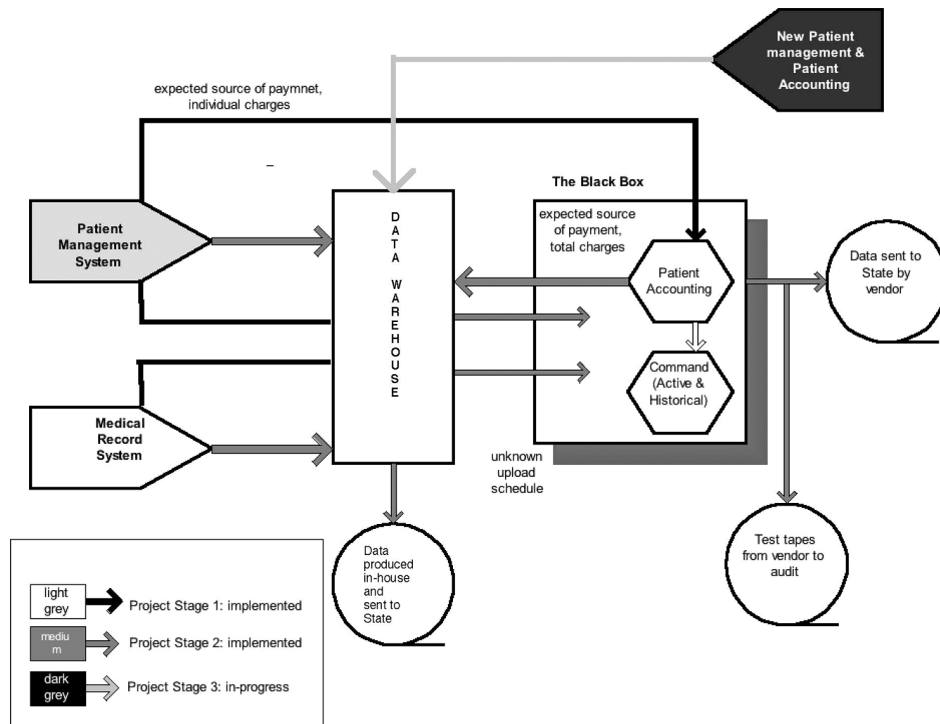 New Patient
management &
Patient
Accounting
expected source of paymnet,
individual charges
The Black Box
Patient
Management
System
DATA WAREHOUSE
expected source
of payment,
total charges
Patient
Accounting
Data sent to
State by
vendor
Command
(Active &
Historical)
Medical
Record
System
unknown
upload
schedule
Data
produced
in-house
and
sent to
State
Test tapes
from vendor to
audit
light
grey
Project Stage 1: implemented
mediu
m
Project Stage 2: implemented
dark
grey
Project Stage 3: in-progress